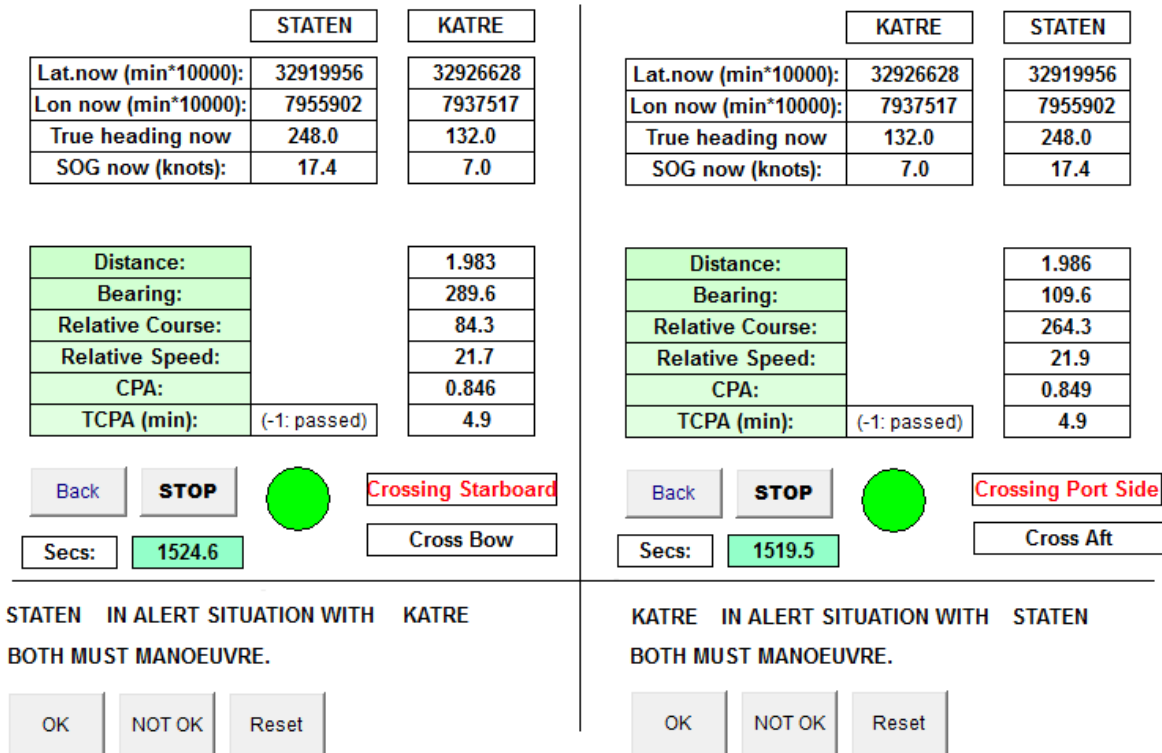 STATEN KATRE
Lat.now (min*10000): 32919956 32926628
Lon now (min*10000): 7955902 7937517
True heading now 248.0 132.0
SOG now (knots): 17.4 7.0
Distance: 1.983
Bearing: 289.6
Relative Course: 84.3
Relative Speed: 21.7
CPA: 0.846
TCPA (min): (-1: passed) 4.9
Back STOP Crossing Starboard
Cross Bow
Secs: 1524.6
STATEN IN ALERT SITUATION WITH KATRE
BOTH MUST MANOEUVRE.
OK NOT OK Reset
KATRE STATEN
Lat.now (min*10000): 32926628 32919956
Lon now (min*10000): 7937517 7955902
True heading now 132.0 248.0
SOG now (knots): 7.0 17.4
Distance: 1.986
Bearing: 109.6
Relative Course: 264.3
Relative Speed: 21.9
CPA: 0.849
TCPA (min): (-1: passed) 4.9
Back STOP Crossing Port Side
Cross Aft
Secs: 1519.5
KATRE IN ALERT SITUATION WITH STATEN
BOTH MUST MANOEUVRE.
OK NOT OK Reset